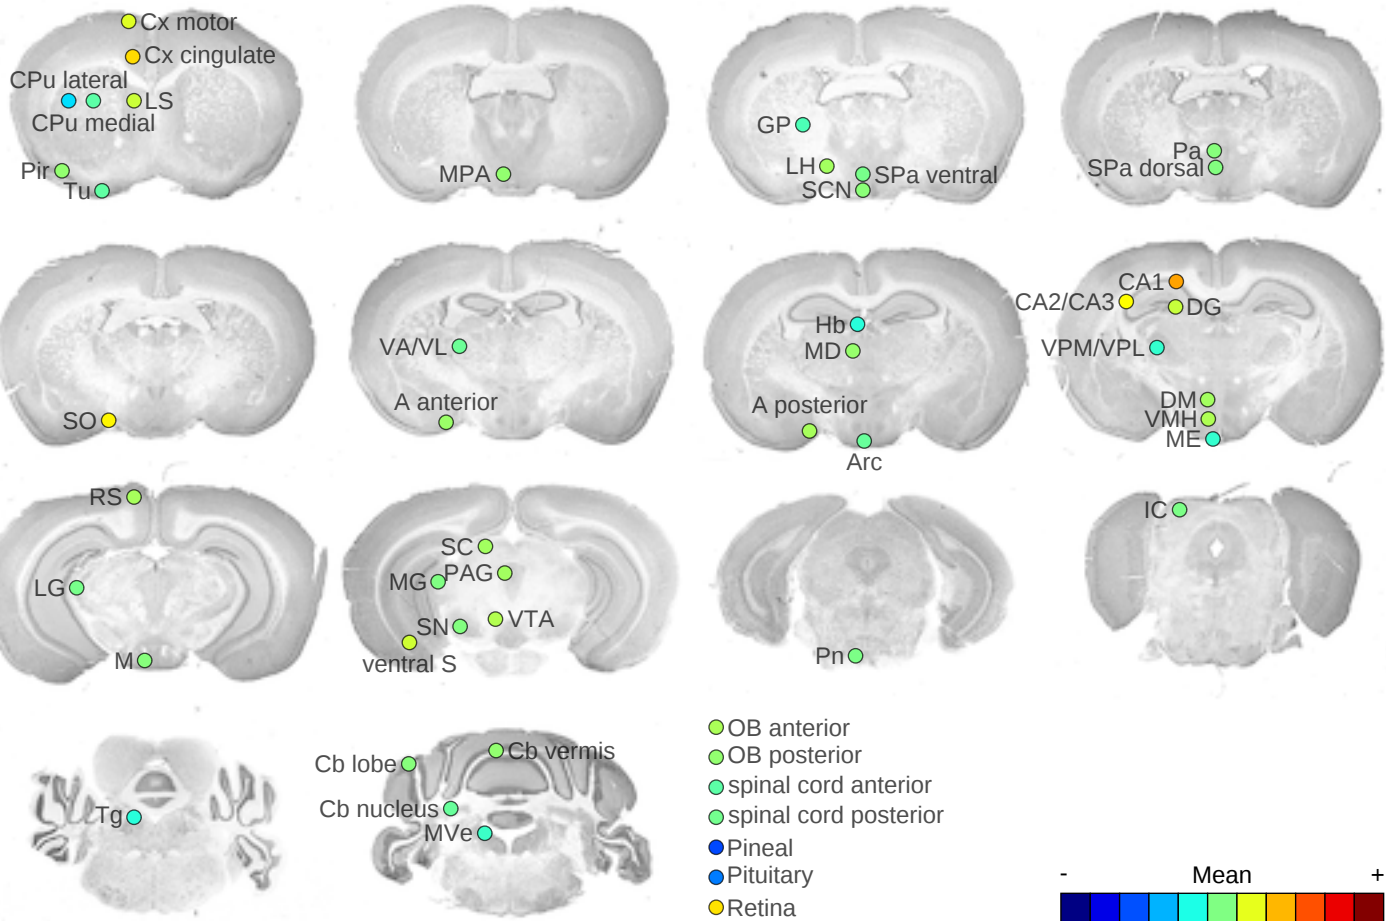 Cx motor
Cx cingulate
CPu lateral
LS
CPu medial
Pir
Tu
MPA
GP
LH
SPa ventral
SCN
Pa
SPa dorsal
SO
VA/VL
A anterior
Hb
MD
A posterior
Arc
CA1
CA2/CA3
DG
VPM/VPL
DM
VMH
ME
RS
LG
M
SC
PAG
MG
VTA
SN
ventral S
Pn
IC
Tg
Cb vermis
Cb lobe
Cb nucleus
MVe
OB anterior
OB posterior
spinal cord anterior
spinal cord posterior
Pineal
Pituitary
Retina
- Mean +